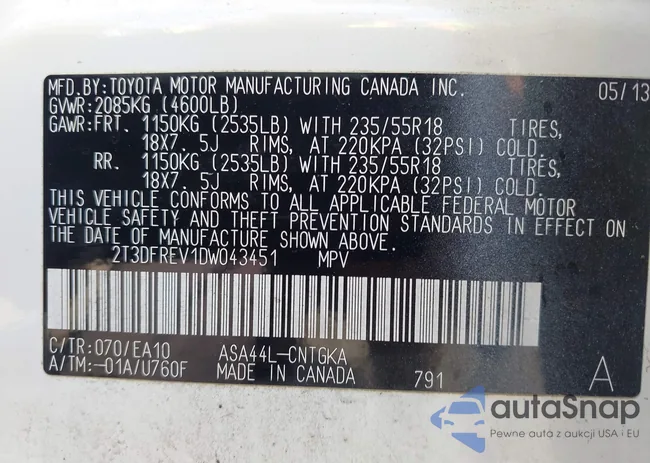 MFD.BY:TOYOTA MOTOR MANUFACTURING CANADA INC. 05/13
GVWR:2085KG (4600LB)
GAWR:FRT. 1150KG (2535LB) WITH 235/55R18 TIRES,
18X7.5J RIMS, AT 220KPA (32PSI) COLD.
RR. 1150KG (2535LB) WITH 235/55R18 TIRES,
18X7.5J RIMS, AT 220KPA (32PSI) COLD.
THIS VEHICLE CONFORMS TO ALL APPLICABLE FEDERAL MOTOR
VEHICLE SAFETY AND THEFT PREVENTION STANDARDS IN EFFECT ON
THE DATE OF MANUFACTURE SHOWN ABOVE.
2T3DFREV1DW043451 MPV
C/TR:070/EA10 ASA44L-CNTGKA
A/TM:-01A/U760F MADE IN CANADA 791 A
autaSnap
Pewne auta z aukcji USA i EU